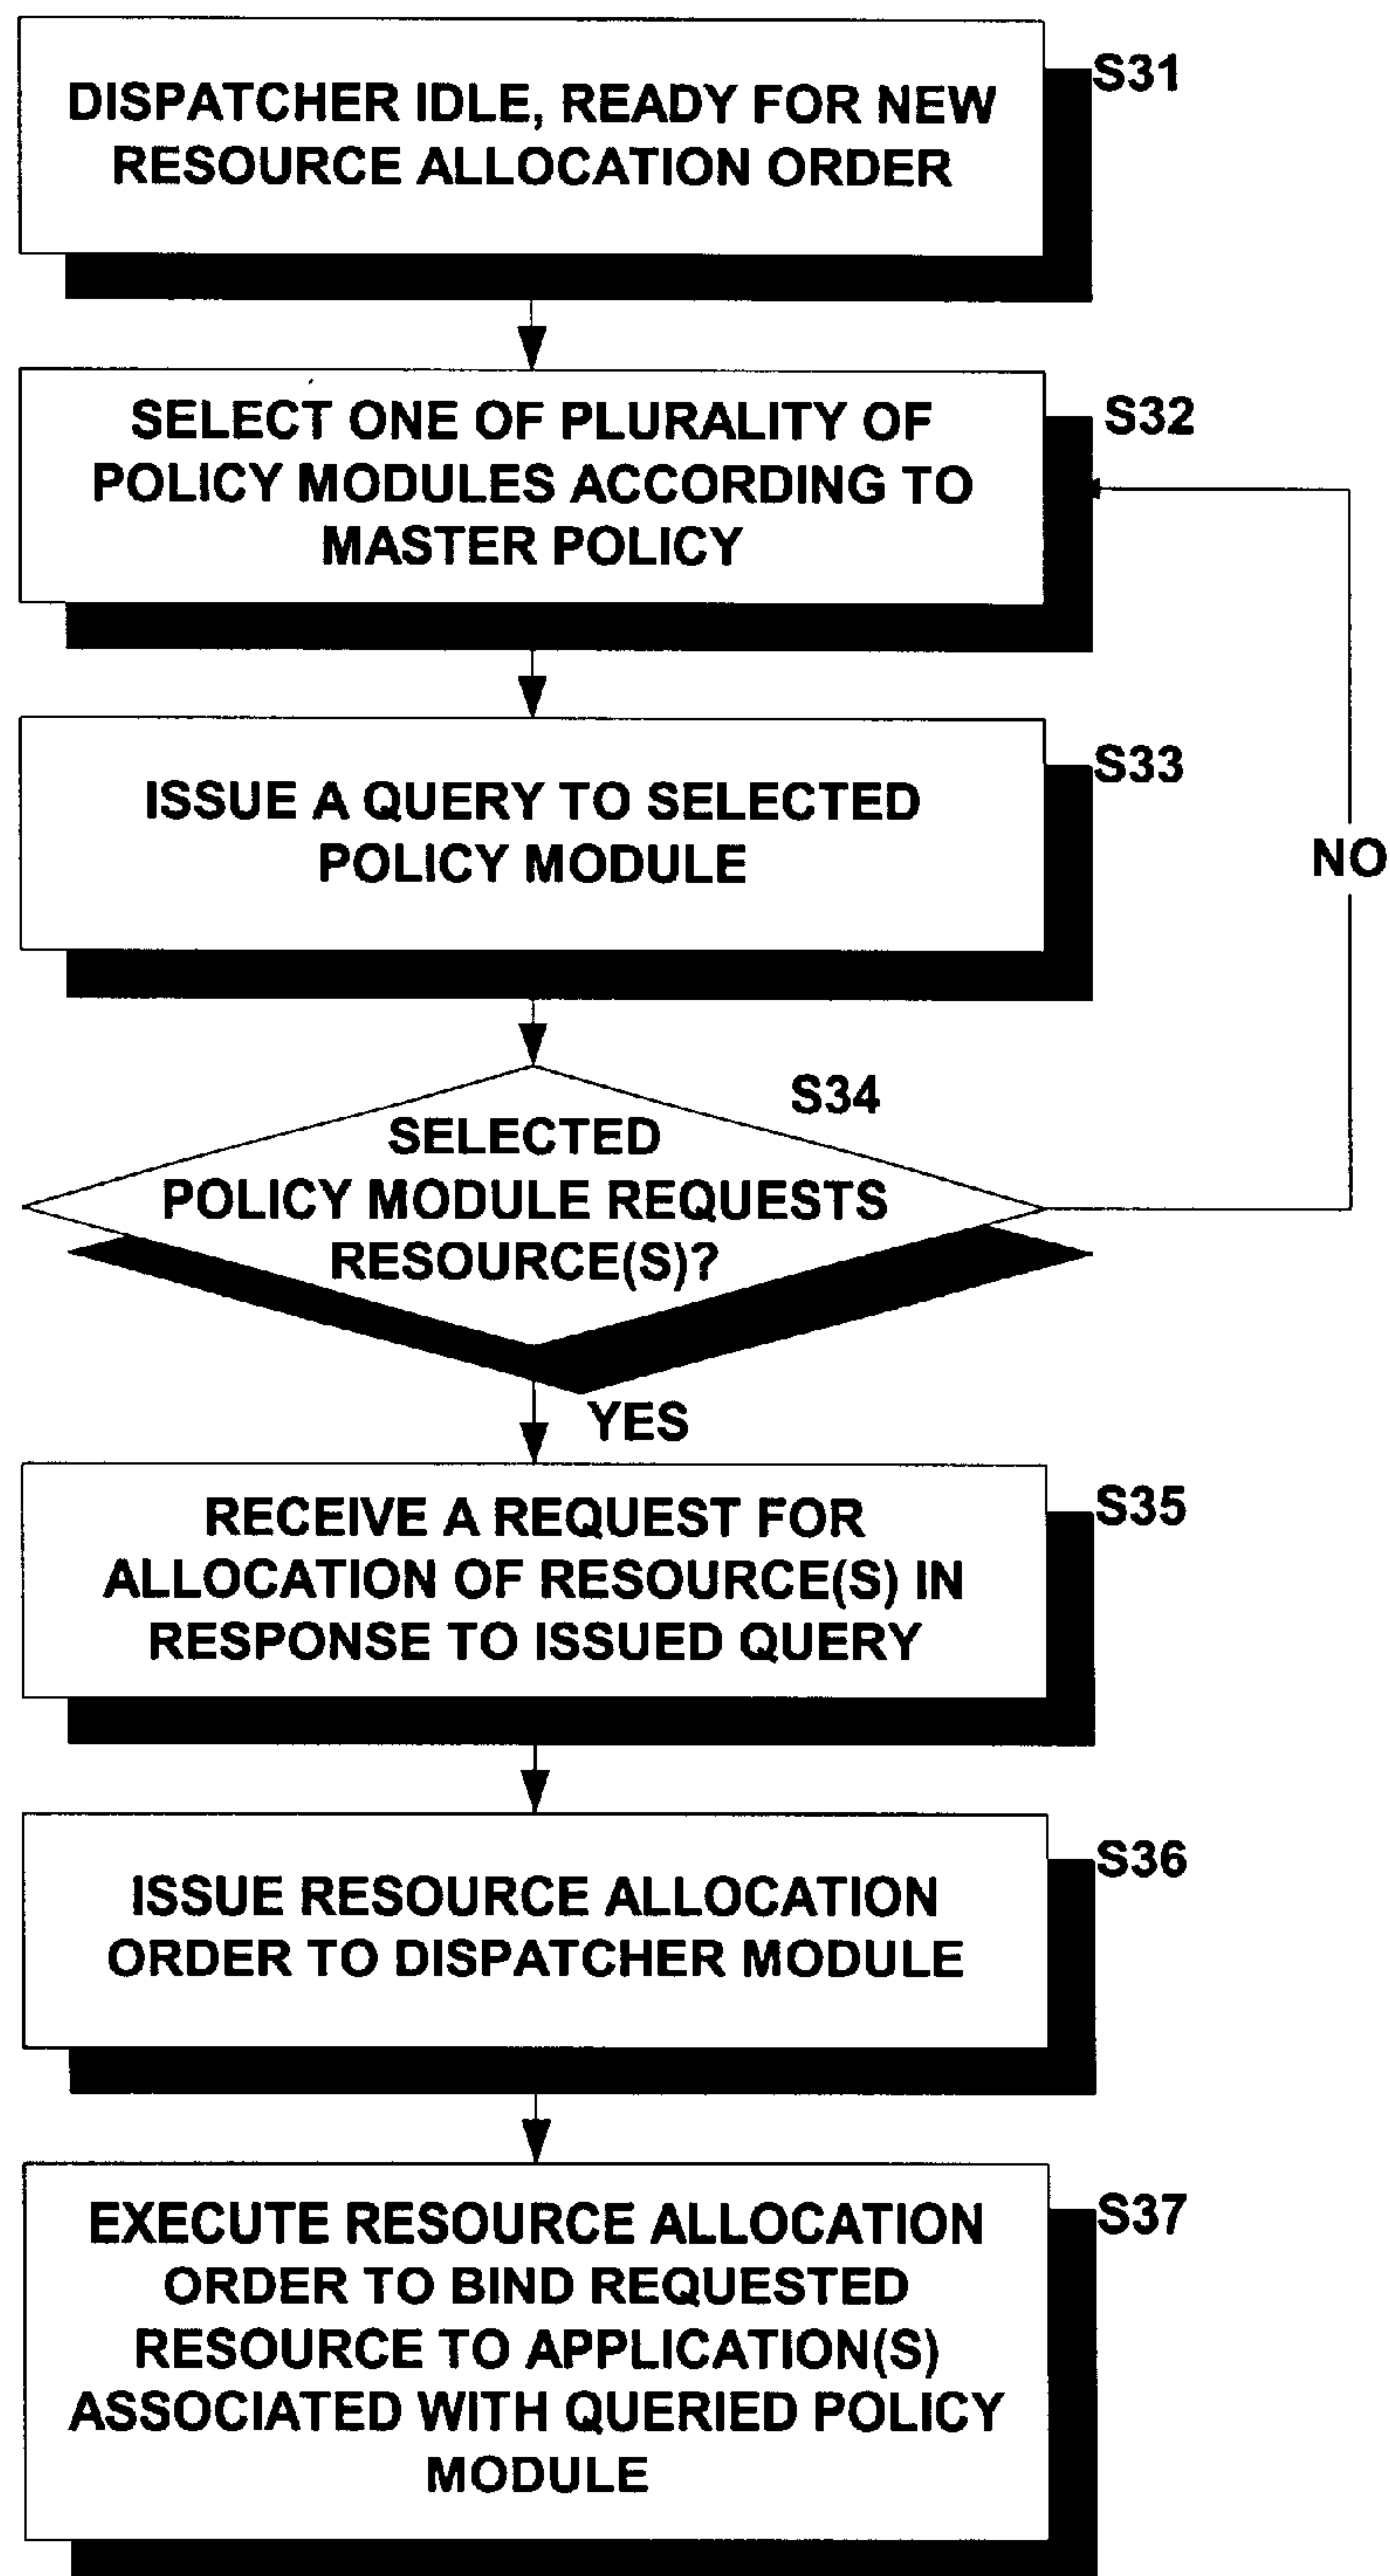 DISPATCHER IDLE, READY FOR NEW
RESOURCE ALLOCATION ORDER
S31
SELECT ONE OF PLURALITY OF
POLICY MODULES ACCORDING TO
MASTER POLICY
S32
ISSUE A QUERY TO SELECTED
POLICY MODULE
S33
NO
S34
SELECTED
POLICY MODULE REQUESTS
RESOURCE(S)?
YES
RECEIVE A REQUEST FOR
ALLOCATION OF RESOURCE(S) IN
RESPONSE TO ISSUED QUERY
S35
ISSUE RESOURCE ALLOCATION
ORDER TO DISPATCHER MODULE
S36
EXECUTE RESOURCE ALLOCATION
ORDER TO BIND REQUESTED
RESOURCE TO APPLICATION(S)
ASSOCIATED WITH QUERIED POLICY
MODULE
S37